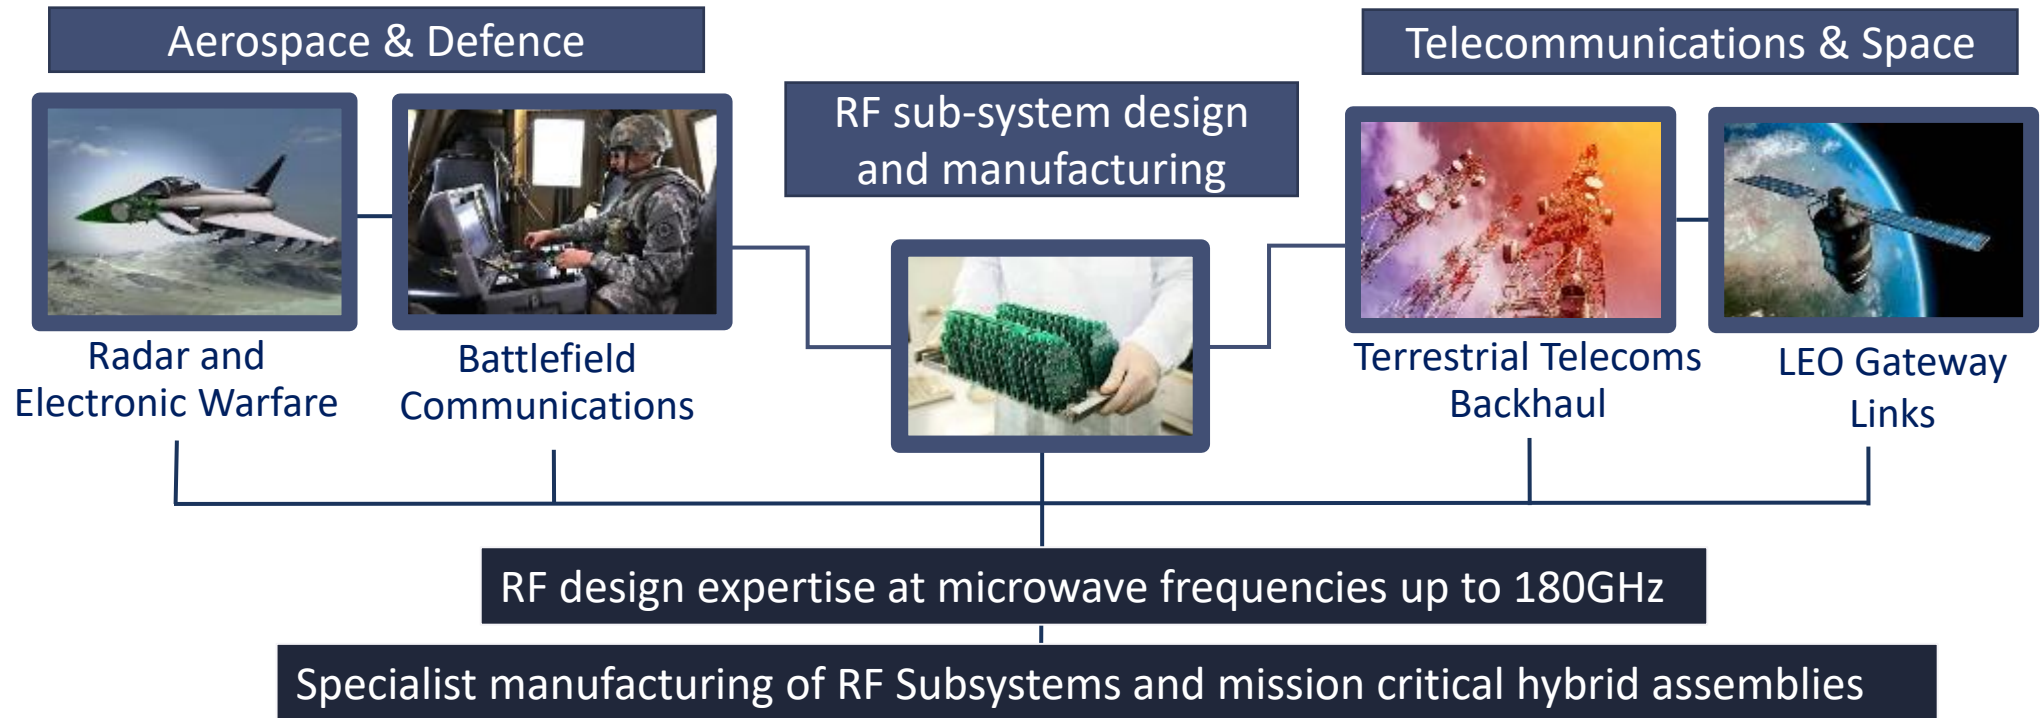 Aerospace & Defence
Telecommunications & Space
RF sub-system design
and manufacturing
Radar and
Electronic Warfare
Battlefield
Communications
Terrestrial Telecoms
Backhaul
LEO Gateway
Links
RF design expertise at microwave frequencies up to 180GHz
Specialist manufacturing of RF Subsystems and mission critical hybrid assemblies